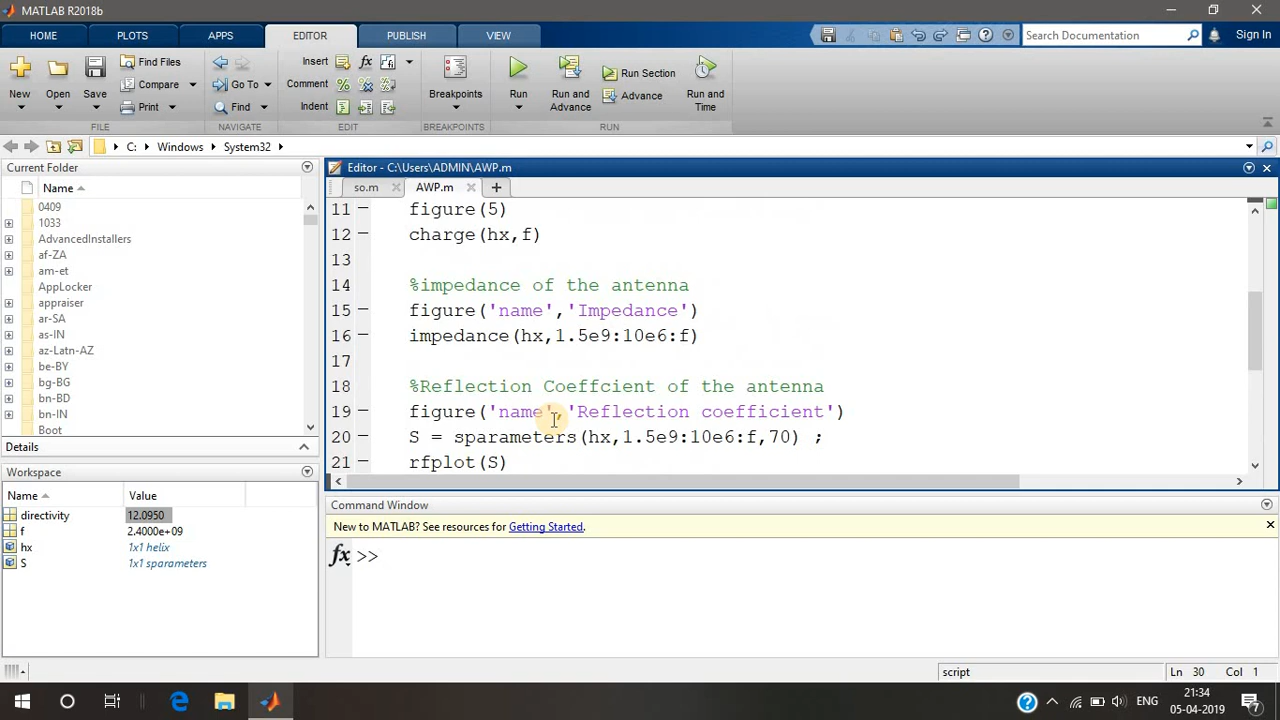 MATLAB R2018b
HOME PLOTS APPS EDITOR PUBLISH VIEW Search Documentation Sign In
New Open Save Find Files Compare Print Go To Find Insert Comment Indent fx Breakpoints Run Run and Advance Run Section Advance Run and Time
FILE NAVIGATE EDIT BREAKPOINTS RUN
C: Windows System32
Current Folder
Name
0409
1033
AdvancedInstallers
af-ZA
am-et
AppLocker
appraiser
ar-SA
as-IN
az-Latn-AZ
be-BY
bg-BG
bn-BD
bn-IN
Boot
Details
Workspace
Name Value
directivity 12.0950
f 2.4000e+09
hx 1x1 helix
S 1x1 sparameters
Editor - C:\Users\ADMIN\AWP.m
so.m AWP.m
11 figure(5)
12 charge(hx,f)
13
14 %impedance of the antenna
15 figure('name','Impedance')
16 impedance(hx,1.5e9:10e6:f)
17
18 %Reflection Coeffcient of the antenna
19 figure('name','Reflection coefficient')
20 S = sparameters(hx,1.5e9:10e6:f,70) ;
21 rfplot(S)
Command Window
New to MATLAB? See resources for Getting Started.
fx >>
script Ln 30 Col 1
ENG 21:34
05-04-2019
7